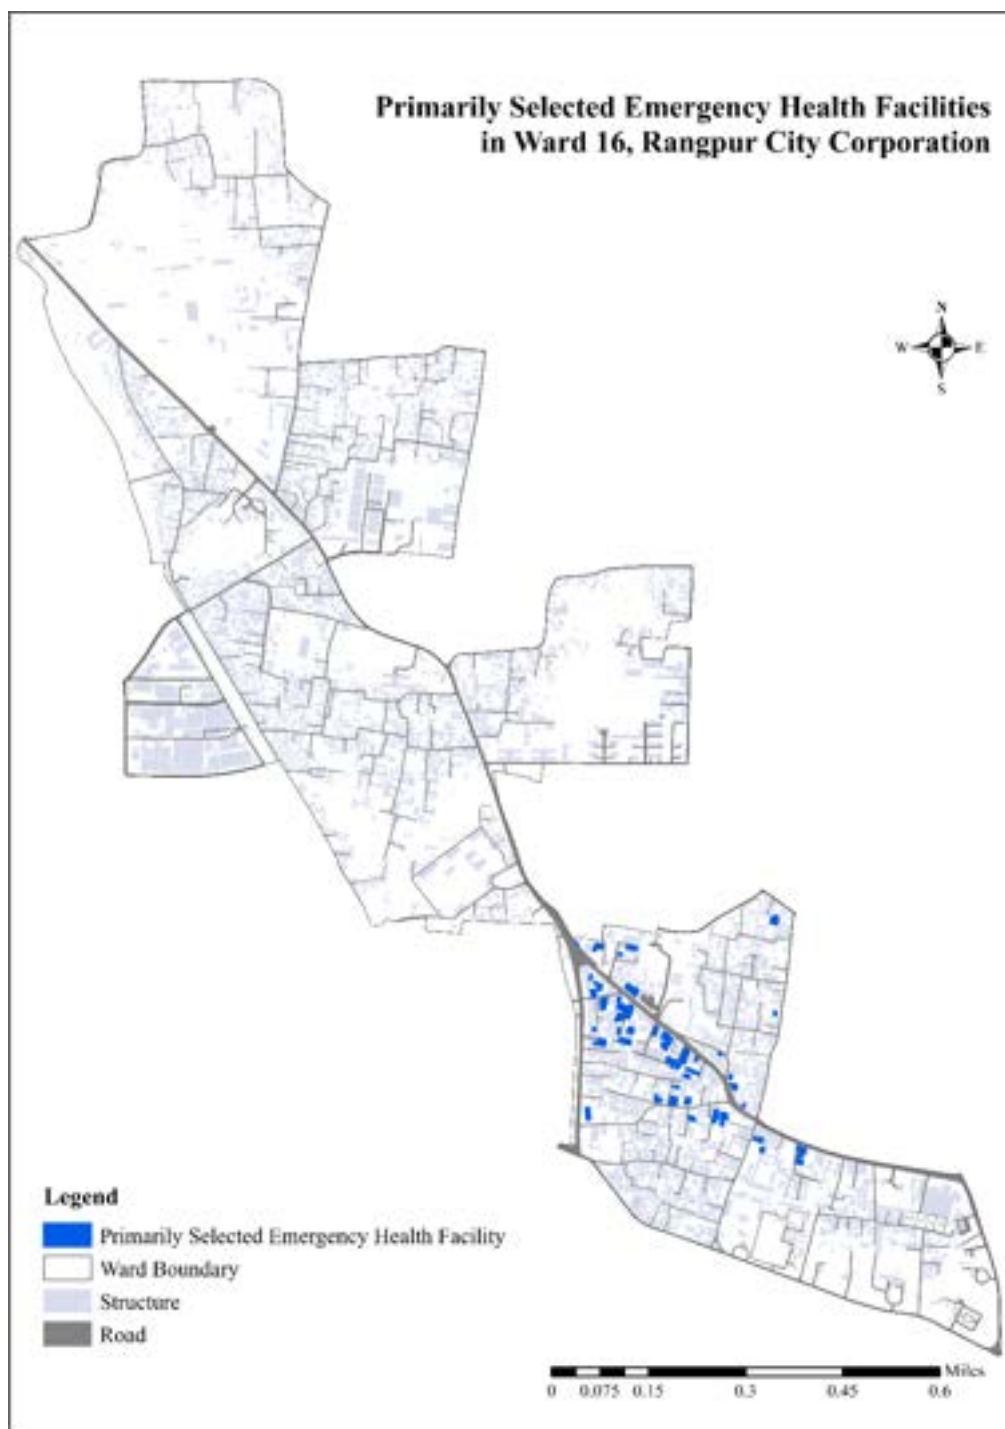 Primarily Selected Emergency Health Facilities
in Ward 16, Rangpur City Corporation
N
W E
S
Legend
Primarily Selected Emergency Health Facility
Ward Boundary
Structure
Road
Miles
0 0.075 0.15 0.3 0.45 0.6